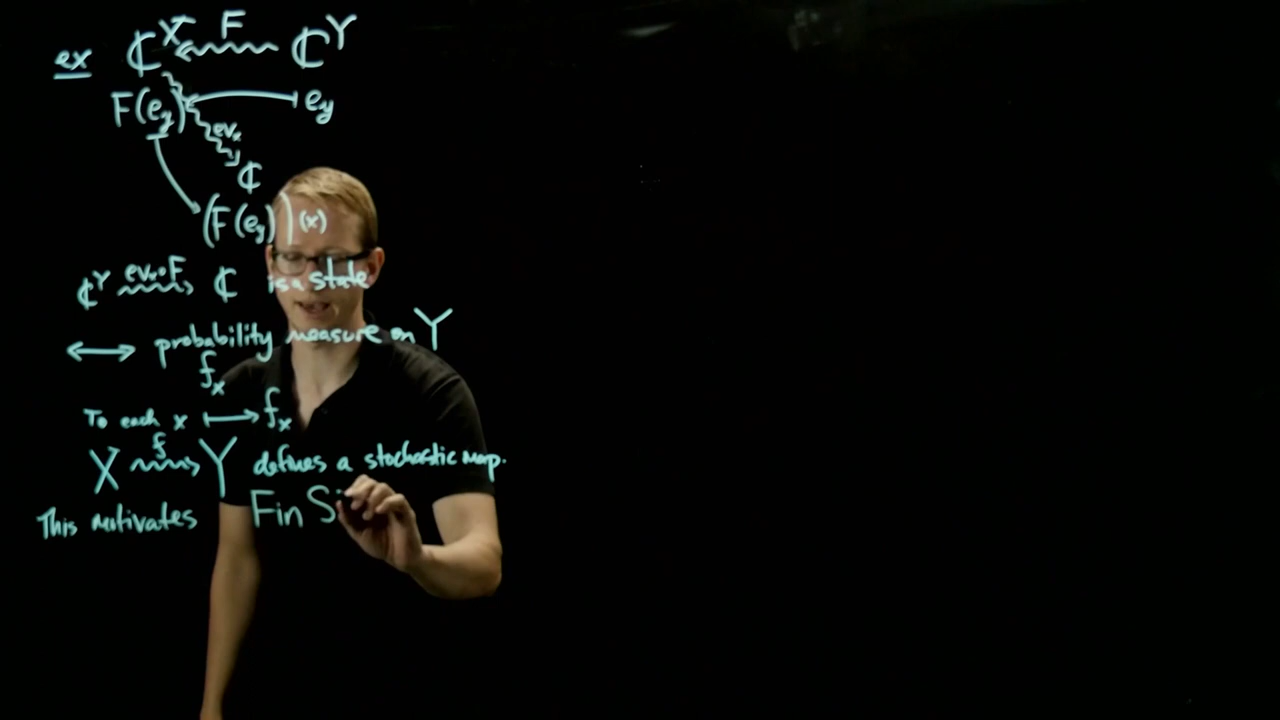 ex ℂ^X ⇜ F ℂ^Y
F(e_y) ⟻ e_y
ev_x
ℂ
(F(e_y))(x)
ℂ^Y ⇝ ev_x∘F ℂ is a state
⟷ probability measure on Y
f_x
To each x ⟼ f_x
X ⇝ f Y defines a stochastic map.
This motivates Fin S